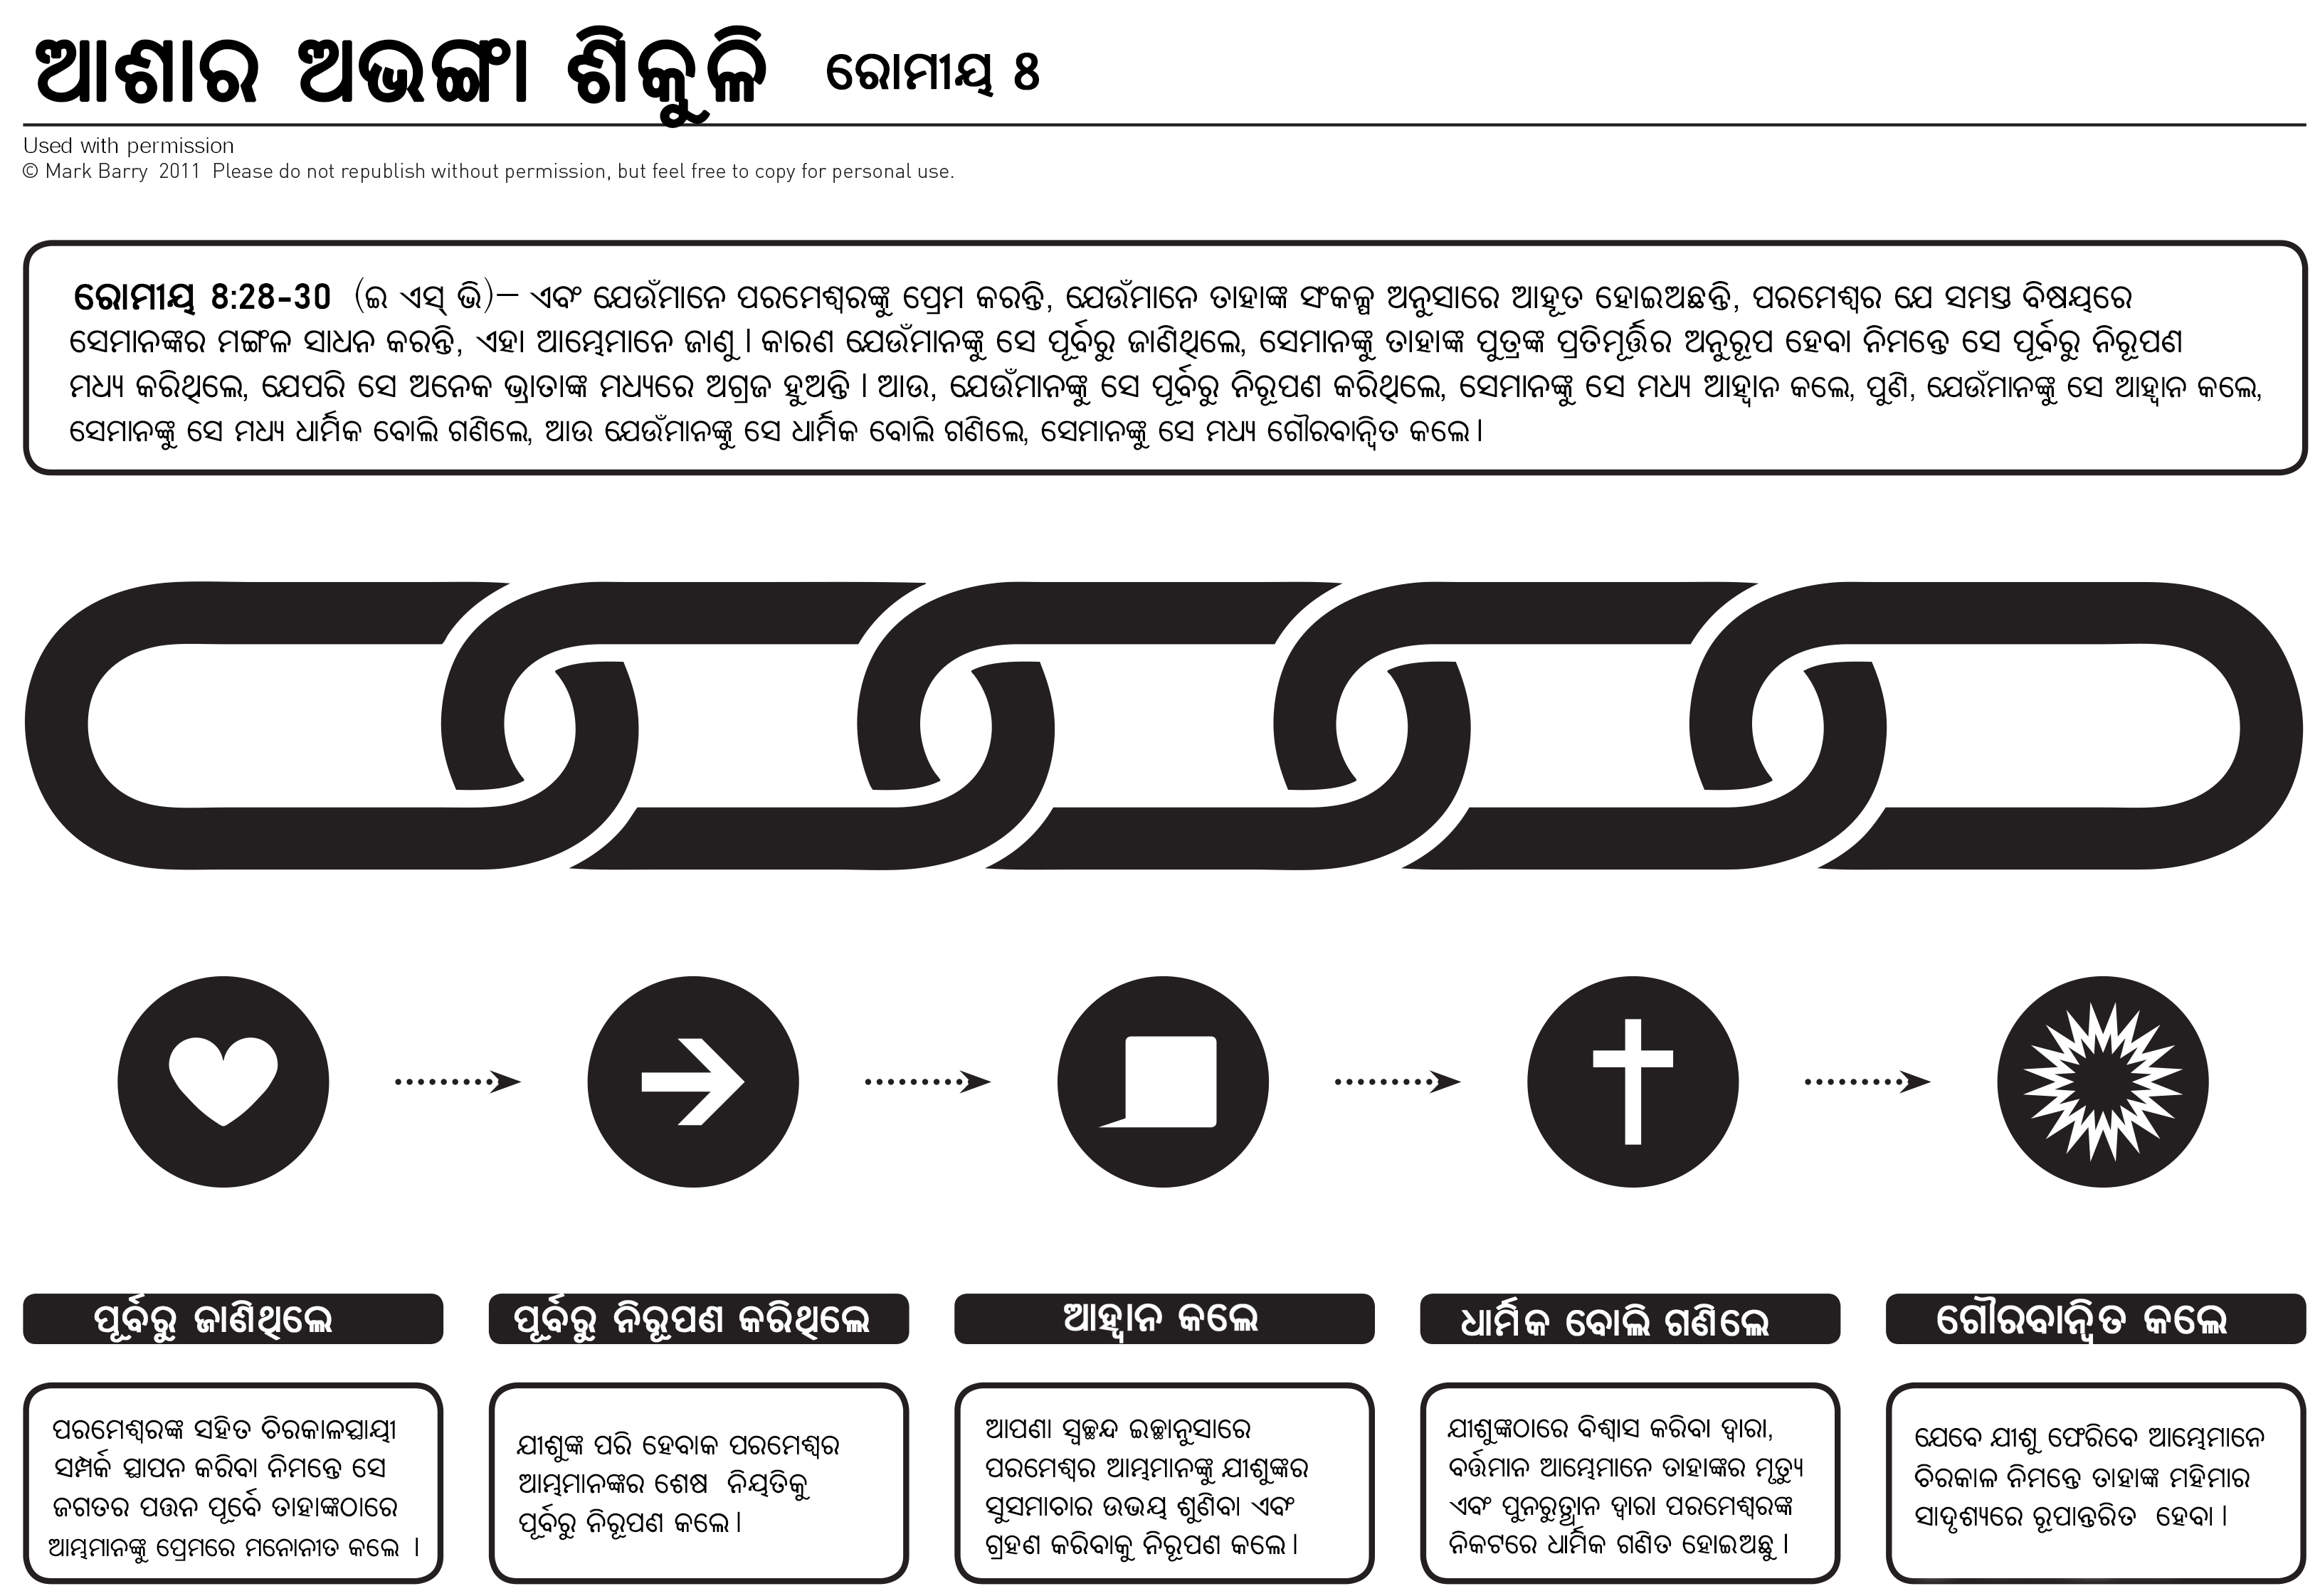 ଆଶାର ଅଭଙ୍ଗା ଶିକୁଳି ରୋମୀୟ 8
Used with permission
© Mark Barry 2011 Please do not republish without permission, but feel free to copy for personal use.
ରୋମୀୟ 8:28-30 (ଇ ଏସ୍ ଭି)— ଏବଂ ଯେଉଁମାନେ ପରମେଶ୍ୱରଙ୍କୁ ପ୍ରେମ କରନ୍ତି, ଯେଉଁମାନେ ତାହାଙ୍କ ସଂକଳ୍ପ ଅନୁସାରେ ଆହୂତ ହୋଇଅଛନ୍ତି, ପରମେଶ୍ୱର ଯେ ସମସ୍ତ ବିଷୟରେ
ସେମାନଙ୍କର ମଙ୍ଗଳ ସାଧନ କରନ୍ତି, ଏହା ଆମ୍ଭେମାନେ ଜାଣୁ । କାରଣ ଯେଉଁମାନଙ୍କୁ ସେ ପୂର୍ବରୁ ଜାଣିଥିଲେ, ସେମାନଙ୍କୁ ତାହାଙ୍କ ପୁତ୍ରଙ୍କ ପ୍ରତିମୂର୍ତ୍ତିର ଅନୁରୂପ ହେବା ନିମନ୍ତେ ସେ ପୂର୍ବରୁ ନିରୂପଣ
ମଧ୍ୟ କରିଥିଲେ, ଯେପରି ସେ ଅନେକ ଭ୍ରାତାଙ୍କ ମଧ୍ୟରେ ଅଗ୍ରଜ ହୁଅନ୍ତି । ଆଉ, ଯେଉଁମାନଙ୍କୁ ସେ ପୂର୍ବରୁ ନିରୂପଣ କରିଥିଲେ, ସେମାନଙ୍କୁ ସେ ମଧ୍ୟ ଆହ୍ୱାନ କଲେ, ପୁଣି, ଯେଉଁମାନଙ୍କୁ ସେ ଆହ୍ୱାନ କଲେ,
ସେମାନଙ୍କୁ ସେ ମଧ୍ୟ ଧାର୍ମିକ ବୋଲି ଗଣିଲେ, ଆଉ ଯେଉଁମାନଙ୍କୁ ସେ ଧାର୍ମିକ ବୋଲି ଗଣିଲେ, ସେମାନଙ୍କୁ ସେ ମଧ୍ୟ ଗୌରବାନ୍ୱିତ କଲେ।
ପୂର୍ବରୁ ଜାଣିଥିଲେ
ପରମେଶ୍ୱରଙ୍କ ସହିତ ଚିରକାଳସ୍ଥାୟୀ
ସମ୍ପର୍କ ସ୍ଥାପନ କରିବା ନିମନ୍ତେ ସେ
ଜଗତର ପତ୍ତନ ପୂର୍ବେ ତାହାଙ୍କଠାରେ
ଆମ୍ଭମାନଙ୍କୁ ପ୍ରେମରେ ମନୋନୀତ କଲେ ।
ପୂର୍ବରୁ ନିରୂପଣ କରିଥିଲେ
ଯୀଶୁଙ୍କ ପରି ହେବାକ ପରମେଶ୍ୱର
ଆମ୍ଭମାନଙ୍କର ଶେଷ ନିୟତିକୁ
ପୂର୍ବରୁ ନିରୂପଣ କଲେ।
ଆହ୍ୱାନ କଲେ
ଆପଣା ସ୍ୱଚ୍ଛନ୍ଦ ଇଚ୍ଛାନୁସାରେ
ପରମେଶ୍ୱର ଆମ୍ଭମାନଙ୍କୁ ଯୀଶୁଙ୍କର
ସୁସମାଚାର ଉଭୟ ଶୁଣିବା ଏବଂ
ଗ୍ରହଣ କରିବାକୁ ନିରୂପଣ କଲେ।
ଧାର୍ମିକ ବୋଲି ଗଣିଲେ
ଯୀଶୁଙ୍କଠାରେ ବିଶ୍ୱାସ କରିବା ଦ୍ୱାରା,
ବର୍ତ୍ତମାନ ଆମ୍ଭେମାନେ ତାହାଙ୍କର ମୃତ୍ୟୁ
ଏବଂ ପୁନରୁତ୍ଥାନ ଦ୍ୱାରା ପରମେଶ୍ୱରଙ୍କ
ନିକଟରେ ଧାର୍ମିକ ଗଣିତ ହୋଇଅଛୁ ।
ଗୌରବାନ୍ୱିତ କଲେ
ଯେବେ ଯୀଶୁ ଫେରିବେ ଆମ୍ଭେମାନେ
ଚିରକାଳ ନିମନ୍ତେ ତାହାଙ୍କ ମହିମାର
ସାଦୃଶ୍ୟରେ ରୂପାନ୍ତରିତ ହେବା।